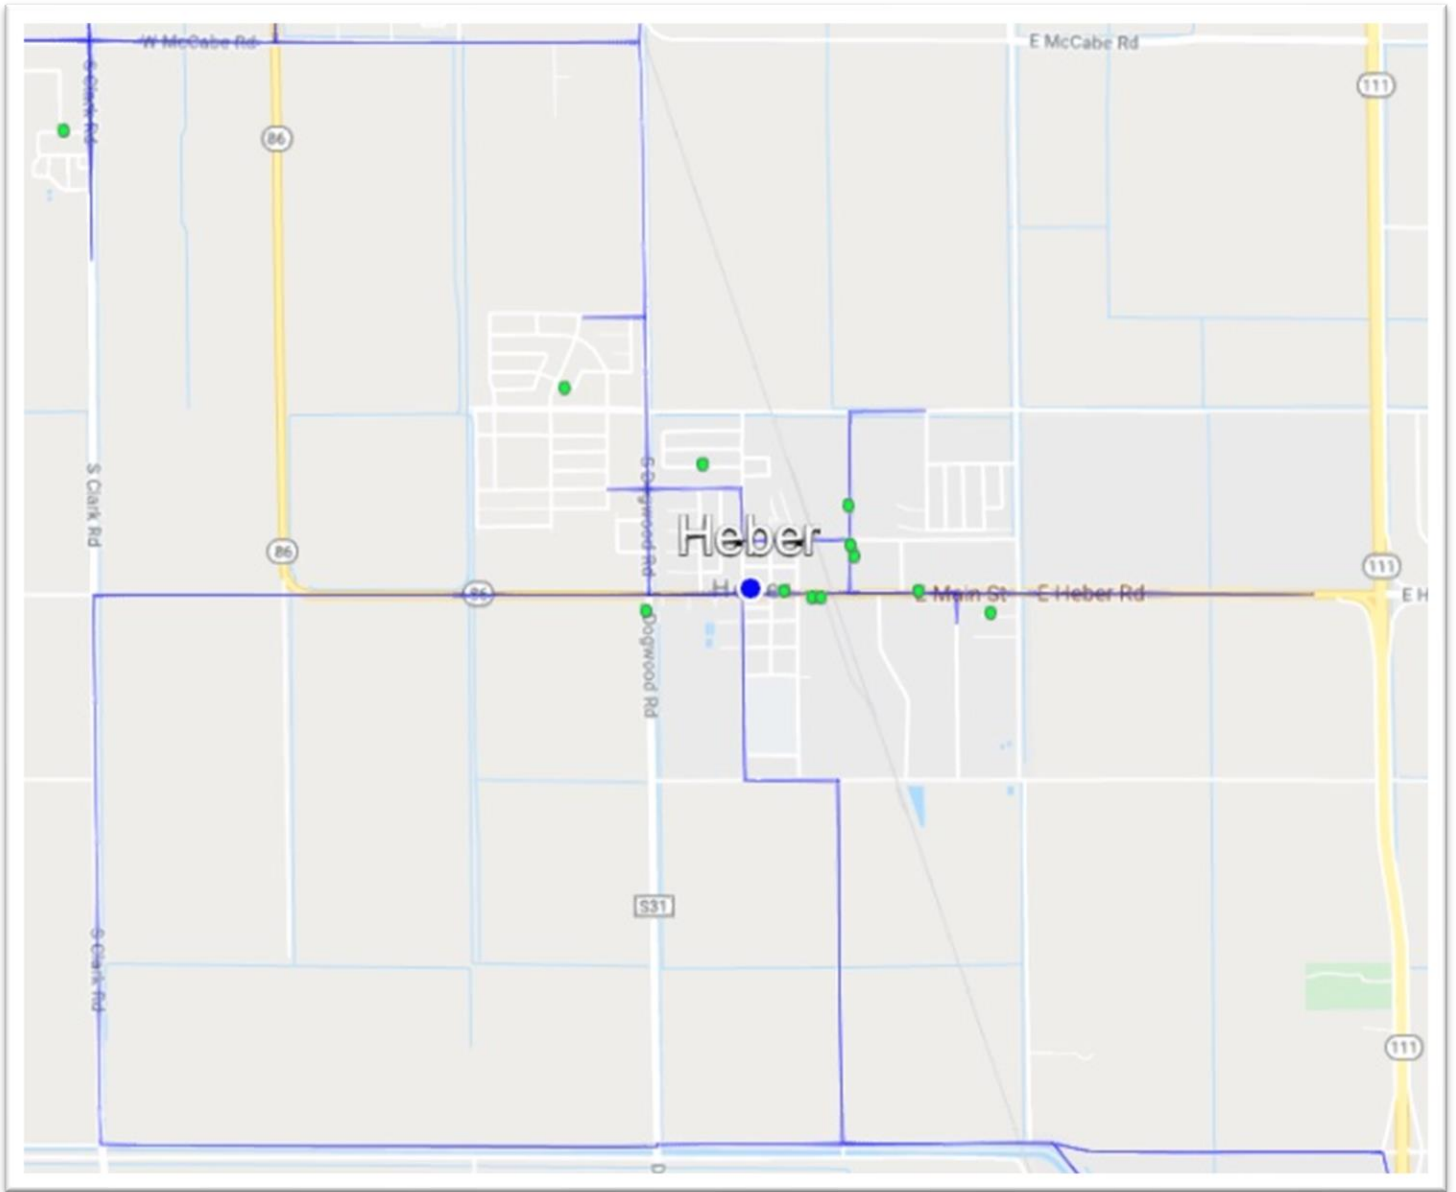 W McCabe Rd
E McCabe Rd
S Clark Rd
111
86
S Clark Rd
S Dogwood Rd
Heber
86
111
86
E Main St
E Heber Rd
E H
Dogwood Rd
S31
S Clark Rd
111
D